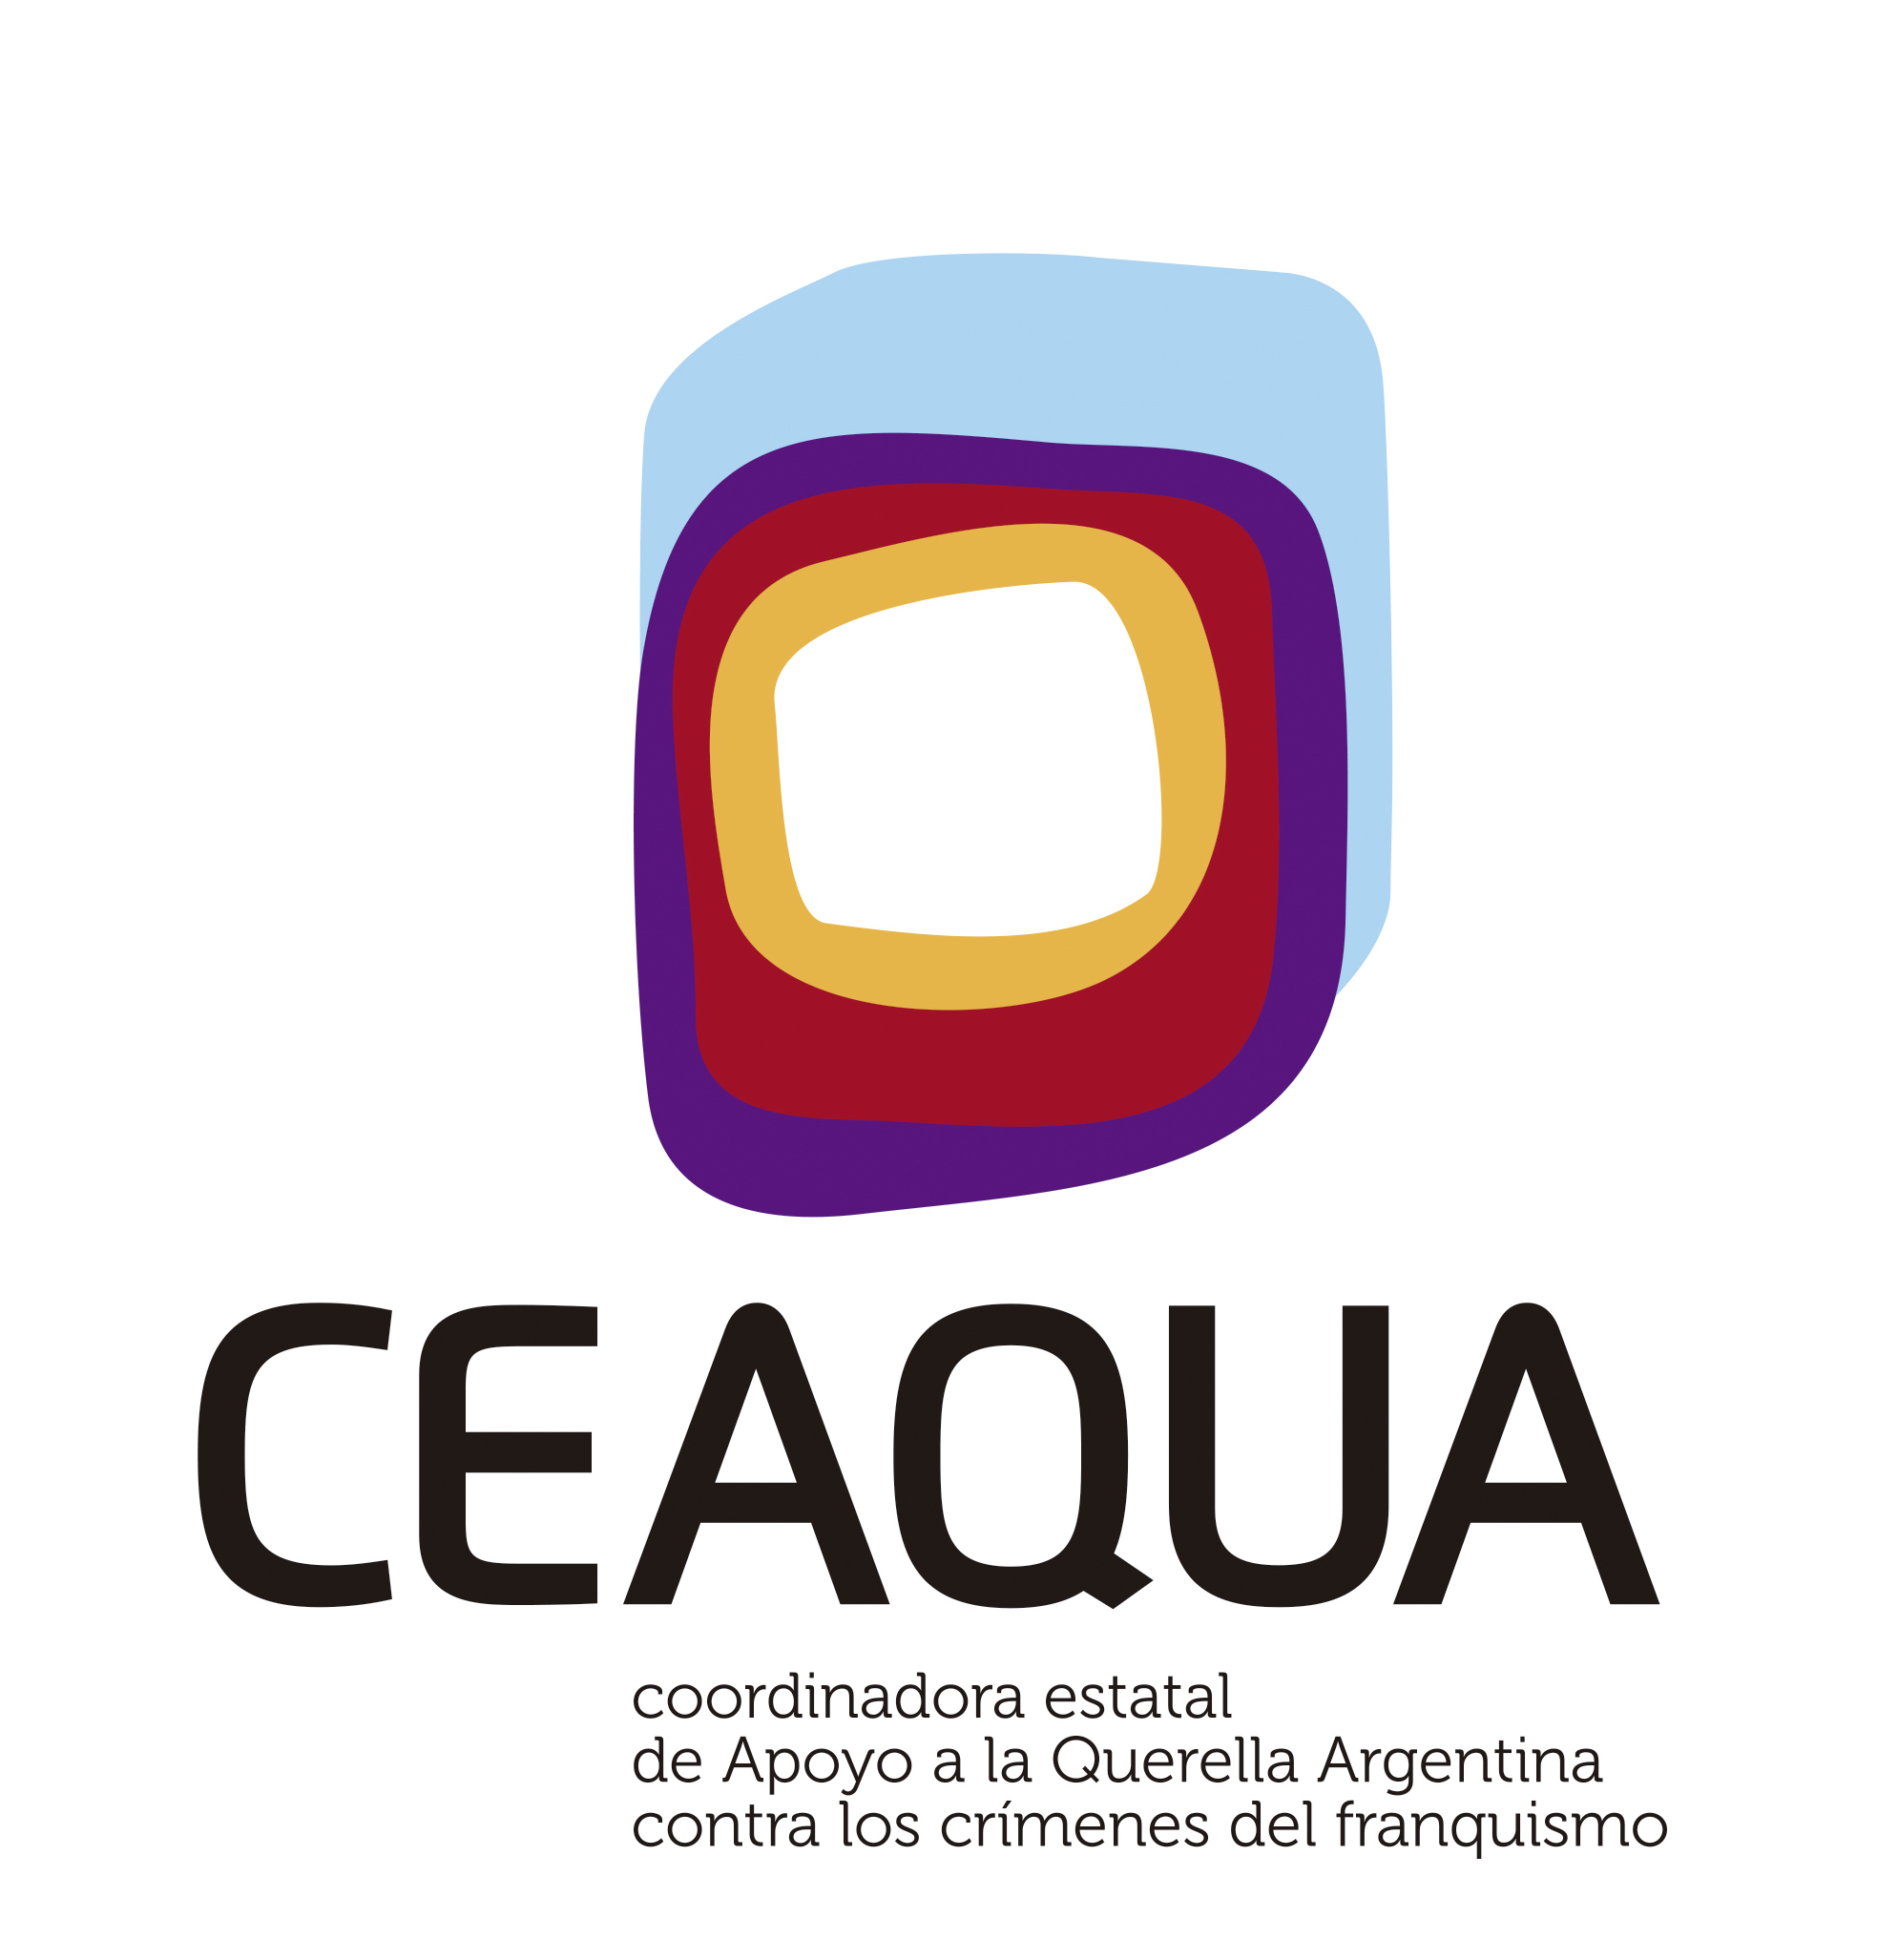 CEAQUA
coordinadora estatal
de Apoyo a la Querella Argentina
contra los crímenes del franquismo